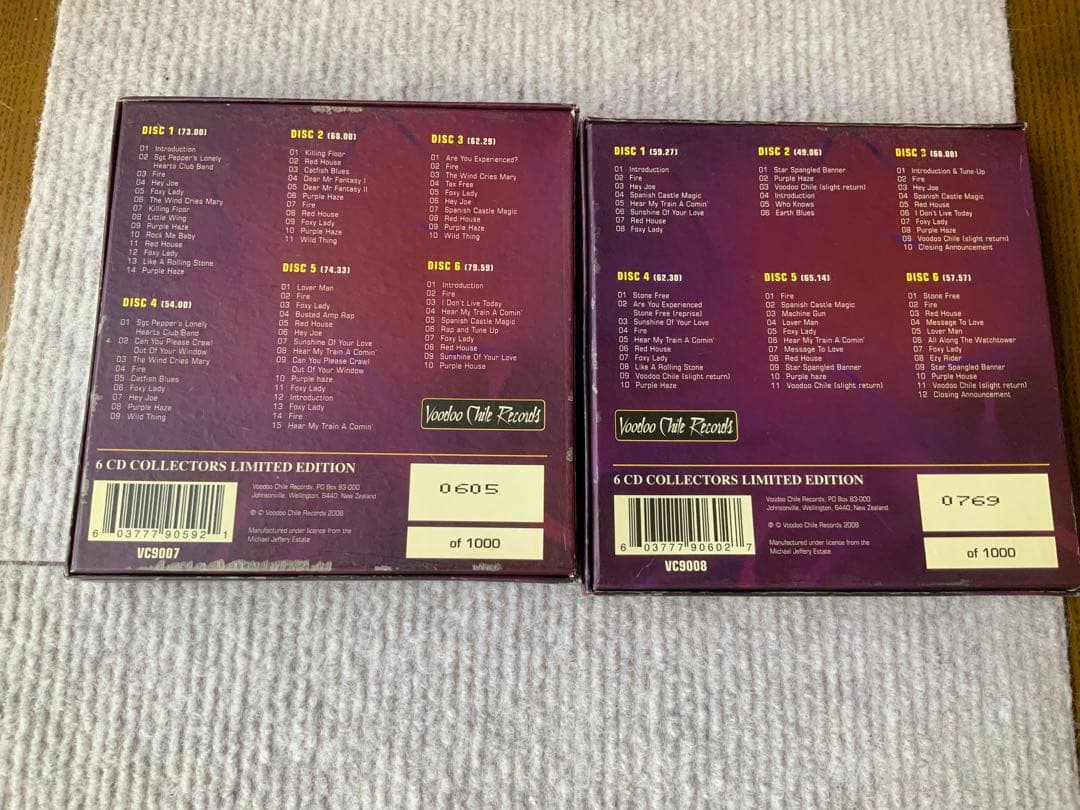 DISC 1 (73.00)
01 Introduction
02 Sgt Pepper's Lonely
Hearts Club Band
03 Fire
04 Hey Joe
05 Foxy Lady
06 The Wind Cries Mary
07 Killing Floor
08 Little Wing
09 Purple Haze
10 Rock Me Baby
11 Red House
12 Foxy Lady
13 Like A Rolling Stone
14 Purple Haze
DISC 2 (68.00)
01 Killing Floor
02 Red House
03 Catfish Blues
04 Dear Mr Fantasy I
05 Dear Mr Fantasy II
06 Purple Haze
07 Fire
08 Red House
09 Foxy Lady
10 Foxy Lady
11 Wild Thing
DISC 3 (62.29)
01 Are You Experienced?
02 Fire
03 The Wind Cries Mary
04 Tax Free
05 Foxy Lady
06 Hey Joe
07 Spanish Castle Magic
08 Red House
09 Purple Haze
10 Wild Thing
DISC 4 (54.00)
01 Sgt Pepper's Lonely
Hearts Club Band
02 Can You Please Crawl
Out Of Your Window
03 The Wind Cries Mary
04 Fire
05 Catfish Blues
06 Foxy Lady
07 Hey Joe
08 Purple Haze
09 Wild Thing
DISC 5 (74.33)
01 Lover Man
02 Fire
03 Foxy Lady
04 Busted Amp Rap
05 Red House
06 Hey Joe
07 Sunshine Of Your Love
08 Hear My Train A Comin'
09 Can You Please Crawl
Out Of Your Window
10 Purple haze
11 Foxy Lady
12 Introduction
13 Foxy Lady
14 Fire
15 Hear My Train A Comin'
DISC 6 (79.59)
01 Introduction
02 Fire
03 I Don't Live Today
04 Hear My Train A Comin'
05 Spanish Castle Magic
06 Rap and Tune Up
07 Foxy Lady
08 Red House
09 Sunshine Of Your Love
10 Purple House
Voodoo Chile Records
6 CD COLLECTORS LIMITED EDITION
6 03777 90592 1
VC9007
Voodoo Chile Records, PO Box 83-000
Johnsonville, Wellington, 6440, New Zealand
℗ © Voodoo Chile Records 2008
Manufactured under licence from the
Michael Jeffery Estate
0605
of 1000
DISC 1 (59.27)
01 Introduction
02 Fire
03 Hey Joe
04 Spanish Castle Magic
05 Hear My Train A Comin'
06 Sunshine Of Your Love
07 Red House
08 Foxy Lady
DISC 2 (49.06)
01 Star Spangled Banner
02 Purple Haze
03 Voodoo Chile (slight return)
04 Introduction
05 Who Knows
06 Earth Blues
DISC 3 (68.09)
01 Introduction & Tune-Up
02 Fire
03 Hey Joe
04 Spanish Castle Magic
05 Red House
06 I Don't Live Today
07 Foxy Lady
08 Purple Haze
09 Voodoo Chile (slight return)
10 Closing Announcement
DISC 4 (62.30)
01 Stone Free
02 Are You Experienced
Stone Free (reprise)
03 Sunshine Of Your Love
04 Fire
05 Hear My Train A Comin'
06 Red House
07 Foxy Lady
08 Like A Rolling Stone
09 Voodoo Chile (slight return)
10 Purple Haze
DISC 5 (65.14)
01 Fire
02 Spanish Castle Magic
03 Machine Gun
04 Lover Man
05 Foxy Lady
06 Hear My Train A Comin'
07 Message To Love
08 Red House
09 Star Spangled Banner
10 Purple haze
11 Voodoo Chile (slight return)
DISC 6 (57.57)
01 Stone Free
02 Fire
03 Red House
04 Message To Love
05 Lover Man
06 All Along The Watchtower
07 Foxy Lady
08 Ezy Rider
09 Star Spangled Banner
10 Purple House
11 Voodoo Chile (slight return)
12 Closing Announcement
Voodoo Chile Records
6 CD COLLECTORS LIMITED EDITION
6 03777 90602 7
VC9008
Voodoo Chile Records, PO Box 83-000
Johnsonville, Wellington, 6440, New Zealand
℗ © Voodoo Chile Records 2008
Manufactured under licence from the
Michael Jeffery Estate
0769
of 1000